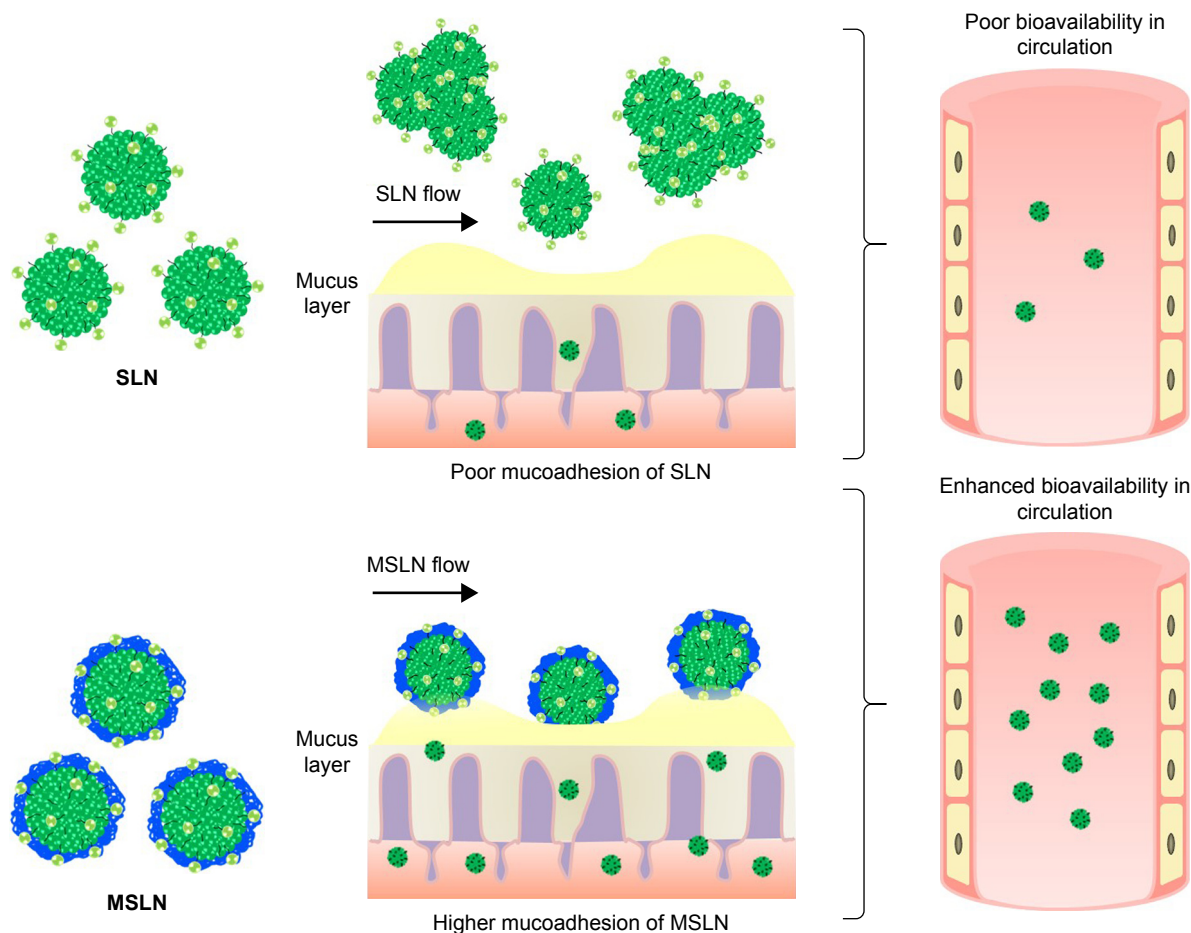 Poor bioavailability in
circulation
SLN flow
Mucus
layer
SLN
Poor mucoadhesion of SLN
Enhanced bioavailability in
circulation
MSLN flow
Mucus
layer
MSLN
Higher mucoadhesion of MSLN